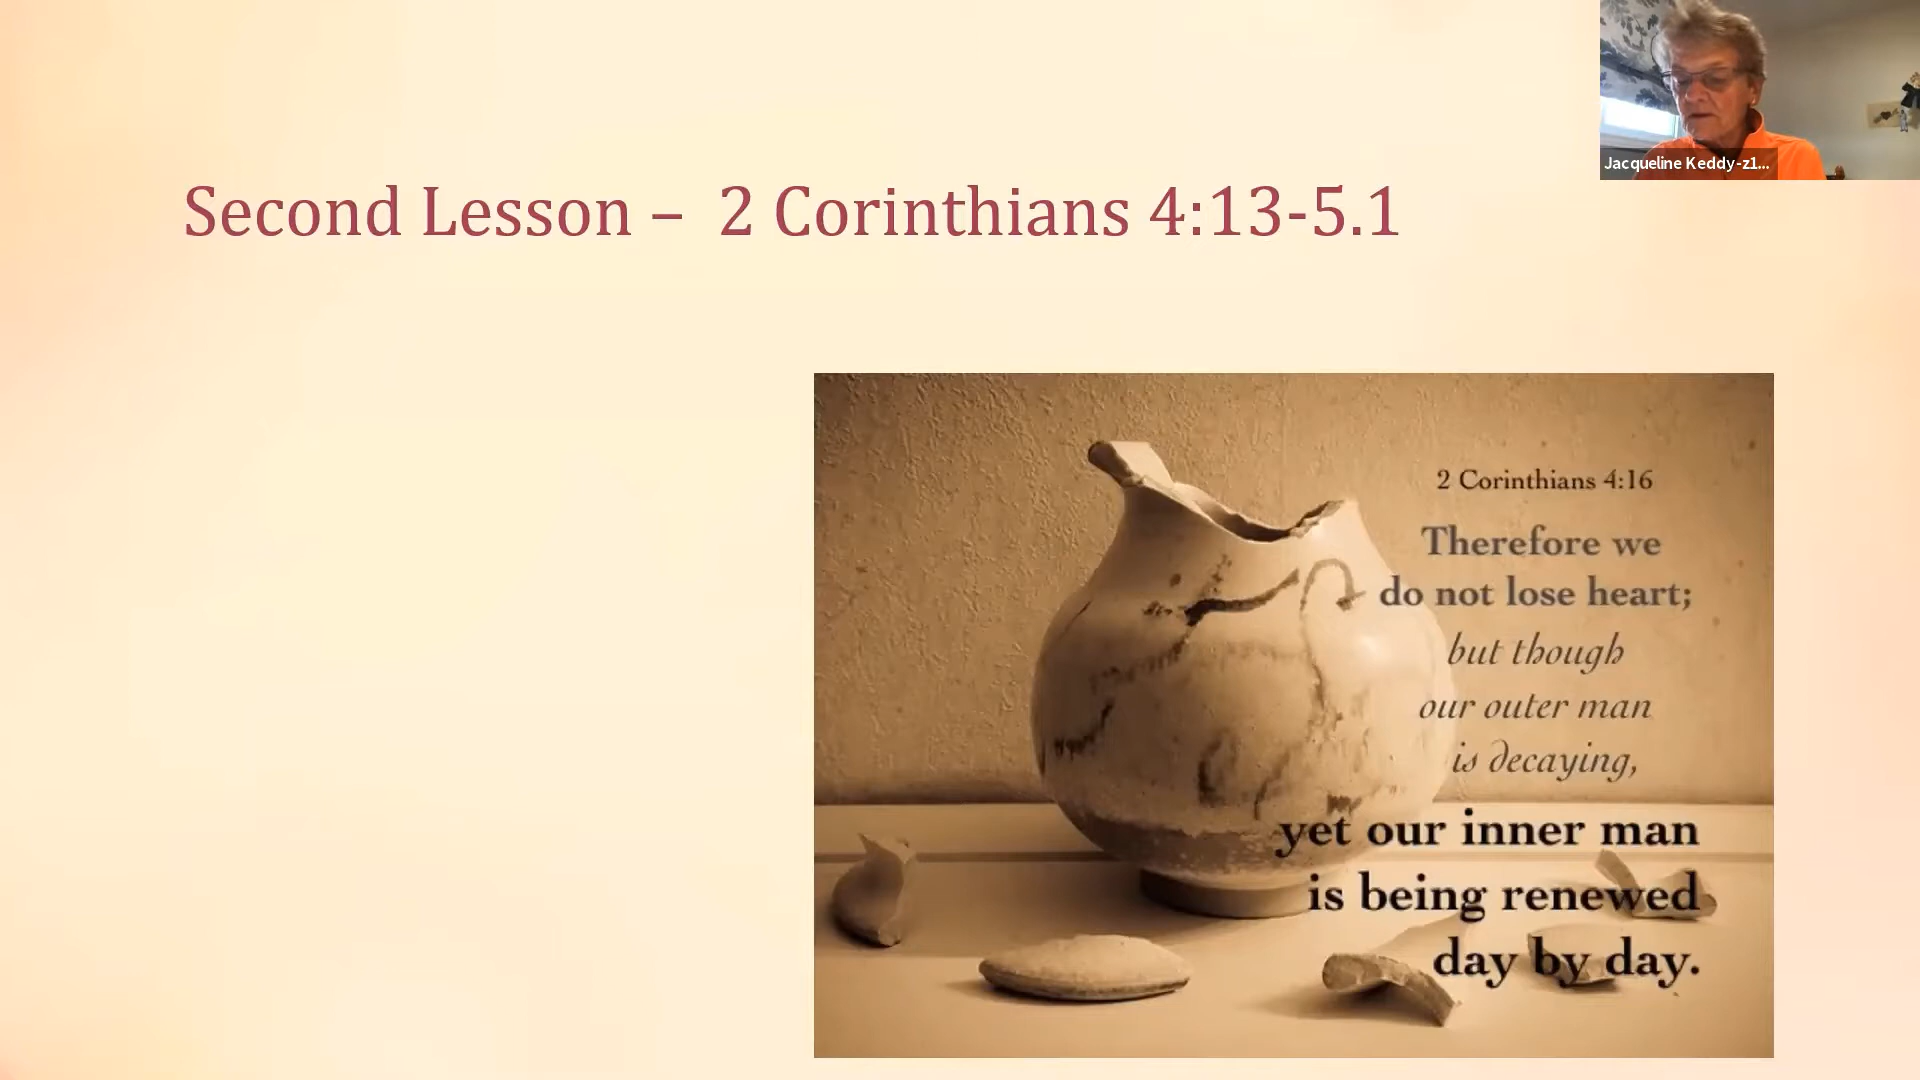 Second Lesson – 2 Corinthians 4:13-5.1
Jacqueline Keddy-z1...
2 Corinthians 4:16
Therefore we
do not lose heart;
but though
our outer man
is decaying,
yet our inner man
is being renewed
day by day.